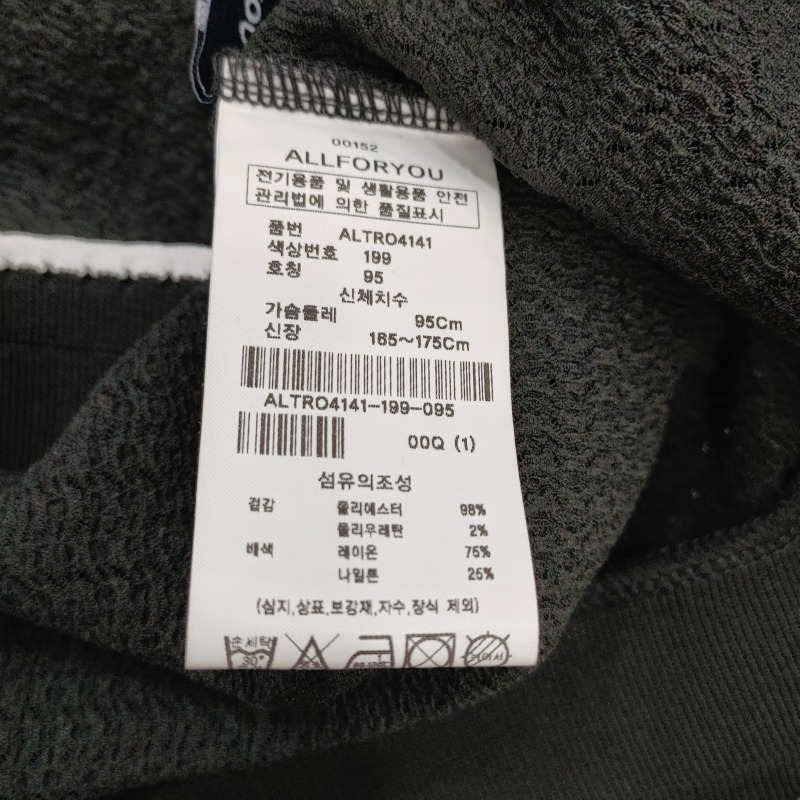 00152
ALLFORYOU
전기용품 및 생활용품 안전
관리법에 의한 품질표시
품번 ALTRO4141
색상번호 199
호칭 95
신체치수
가슴둘레 95Cm
신장 165~175Cm
ALTRO4141-199-095
00Q (1)
섬유의조성
겉감 폴리에스터 98%
폴리우레탄 2%
배색 레이온 75%
나일론 25%
(심지,상표,보강재,자수,장식 제외)
손세탁
30°